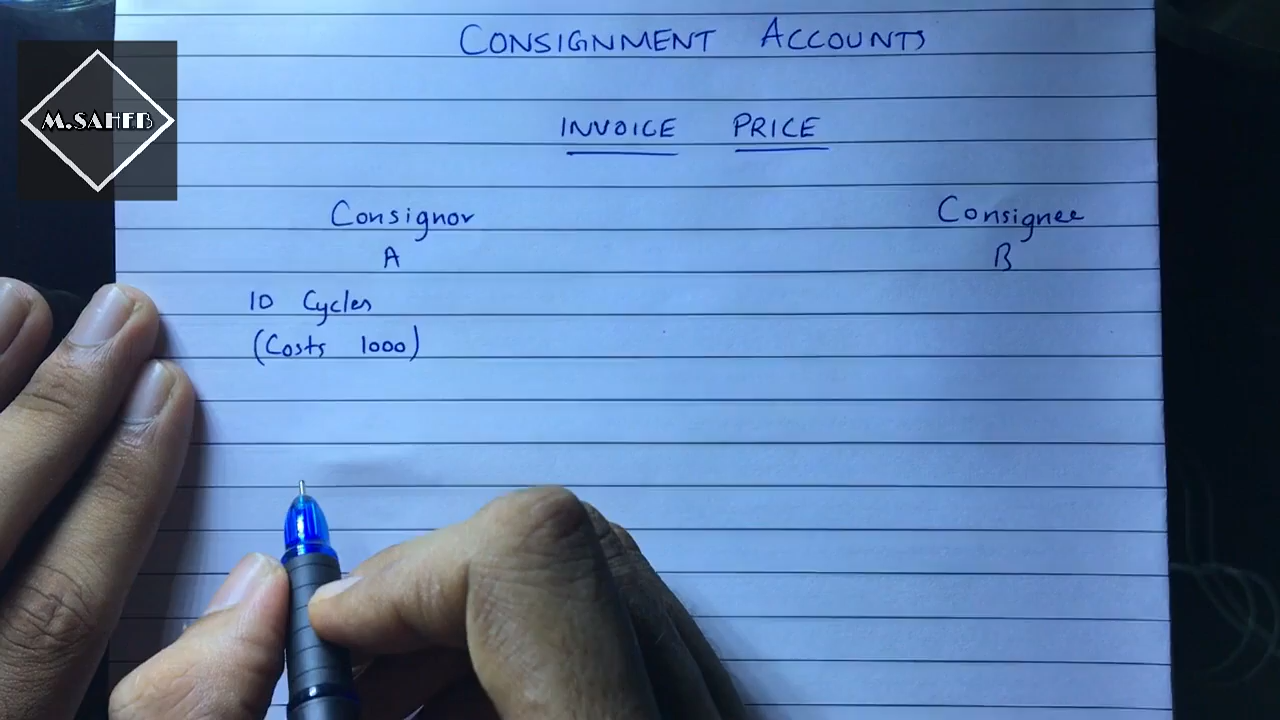 CONSIGNMENT ACCOUNTS
M.SAHEB
INVOICE PRICE
Consignor
Consignee
A
B
10 Cycles
(Costs 1000)